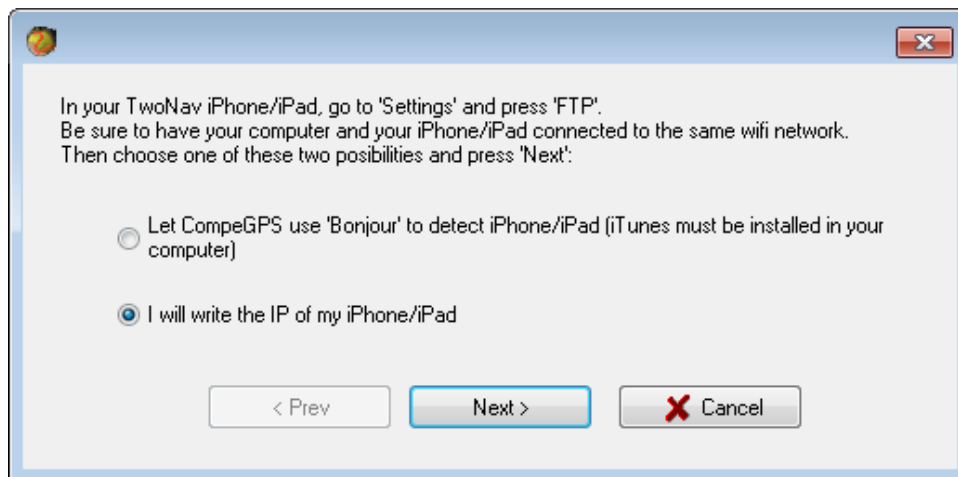 In your TwoNav iPhone/iPad, go to 'Settings' and press 'FTP'.
Be sure to have your computer and your iPhone/iPad connected to the same wifi network.
Then choose one of these two posibilities and press 'Next':
Let CompeGPS use 'Bonjour' to detect iPhone/iPad (iTunes must be installed in your
computer)
I will write the IP of my iPhone/iPad
< Prev
Next >
Cancel